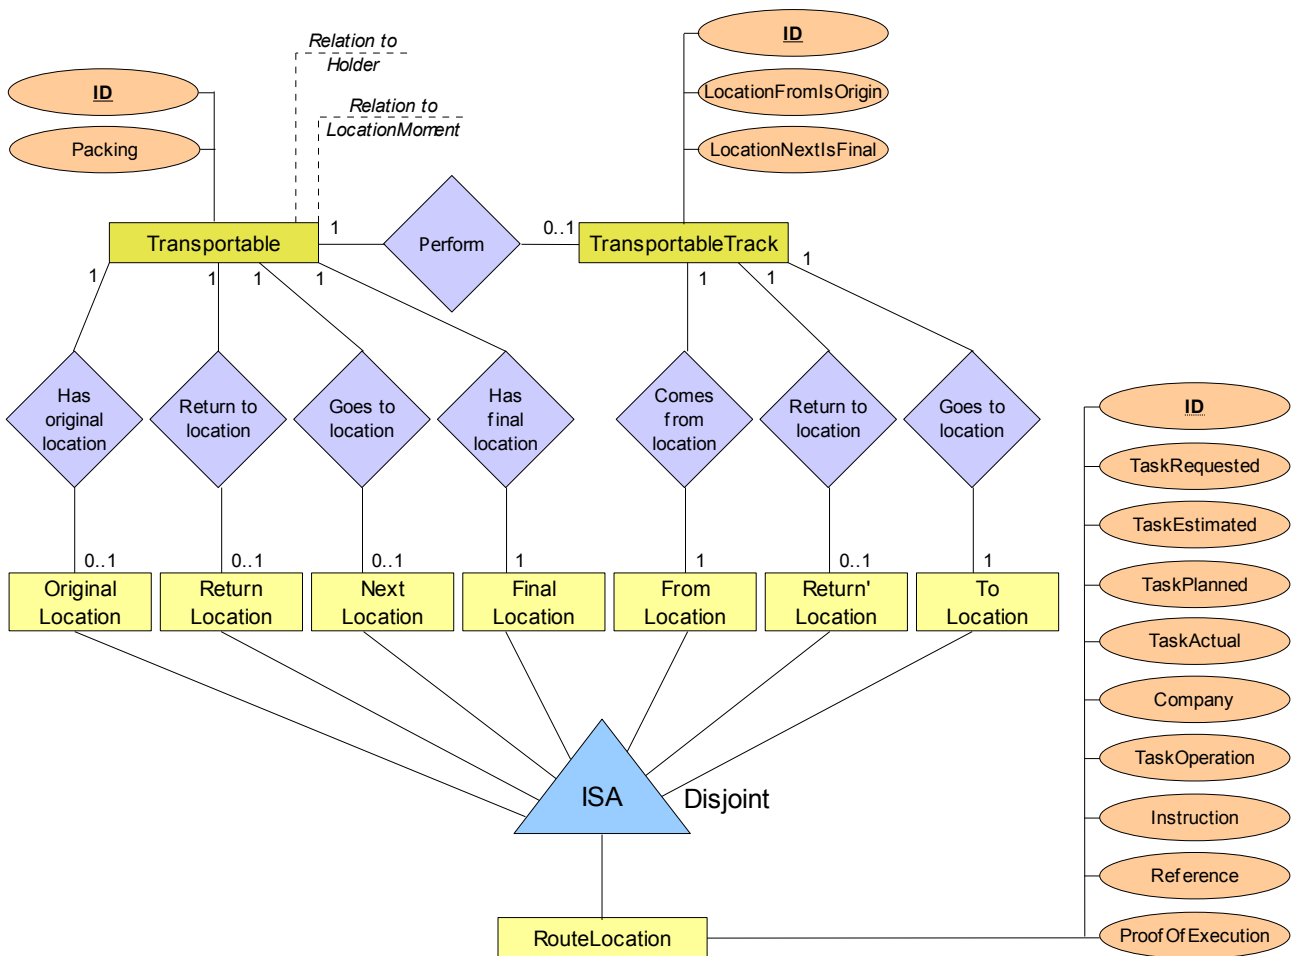 Relation to
Holder
Relation to
LocationMoment
ID
Packing
ID
LocationFromIsOrigin
LocationNextIsFinal
Transportable
1
Perform
0..1
TransportableTrack
1
1
1
1
1
1
1
Has
original
location
Return to
location
Goes to
location
Has
final
location
Comes
from
location
Return to
location
Goes to
location
0..1
0..1
0..1
1
1
0..1
1
Original
Location
Return
Location
Next
Location
Final
Location
From
Location
Return'
Location
To
Location
ISA
Disjoint
RouteLocation
ID
TaskRequested
TaskEstimated
TaskPlanned
TaskActual
Company
TaskOperation
Instruction
Reference
ProofOfExecution